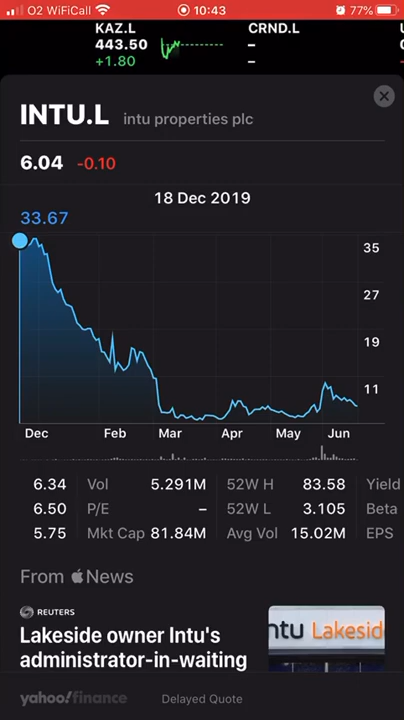 O2 WiFiCall 10:43 77%
KAZ.L CRND.L
443.50 –
+1.80 –
INTU.L intu properties plc
6.04 -0.10
18 Dec 2019
33.67
35
27
19
11
Dec Feb Mar Apr May Jun
6.34 Vol 5.291M 52W H 83.58 Yield
6.50 P/E – 52W L 3.105 Beta
5.75 Mkt Cap 81.84M Avg Vol 15.02M EPS
From News
REUTERS
Lakeside owner Intu's
administrator-in-waiting
ntu Lakesid
yahoo!finance Delayed Quote